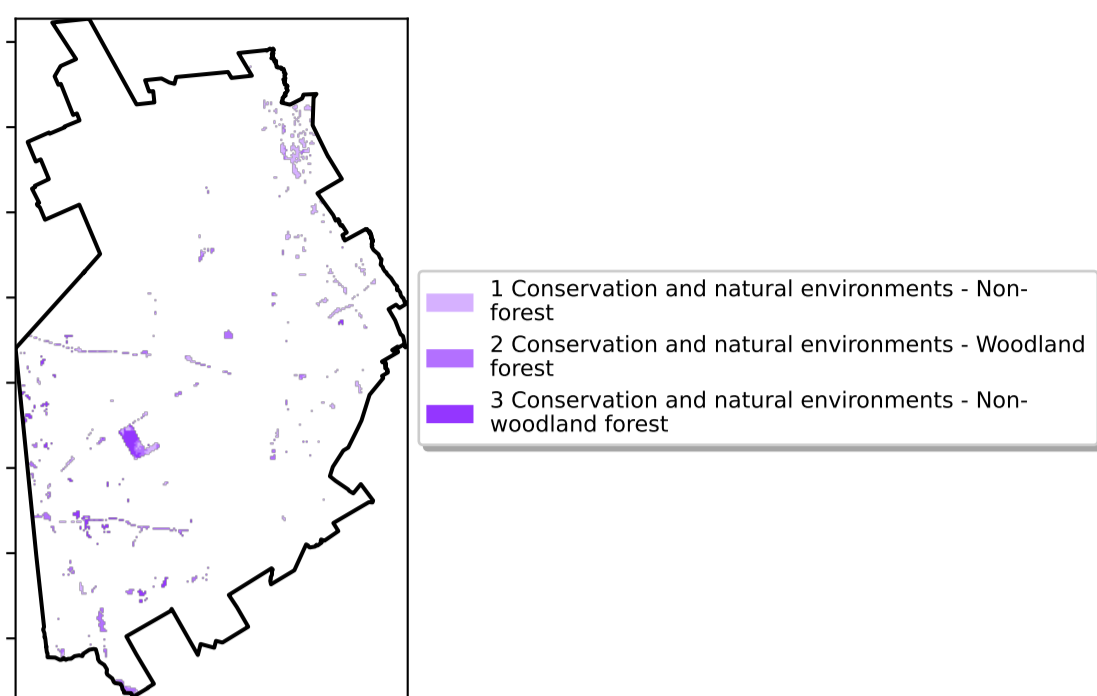 1 Conservation and natural environments - Non-
forest
2 Conservation and natural environments - Woodland
forest
3 Conservation and natural environments - Non-
woodland forest